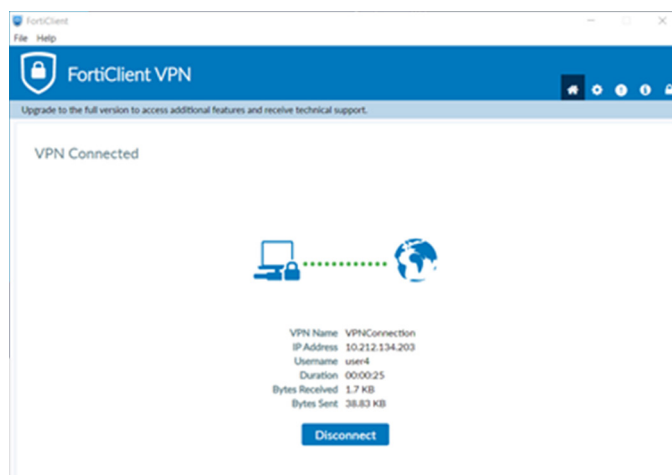 FortiClient
File Help
FortiClient VPN
Upgrade to the full version to access additional features and receive technical support.
VPN Connected
VPN Name VPNConnection
IP Address 10.212.134.203
Username user4
Duration 00:00:25
Bytes Received 1.7 KB
Bytes Sent 38.83 KB
Disconnect